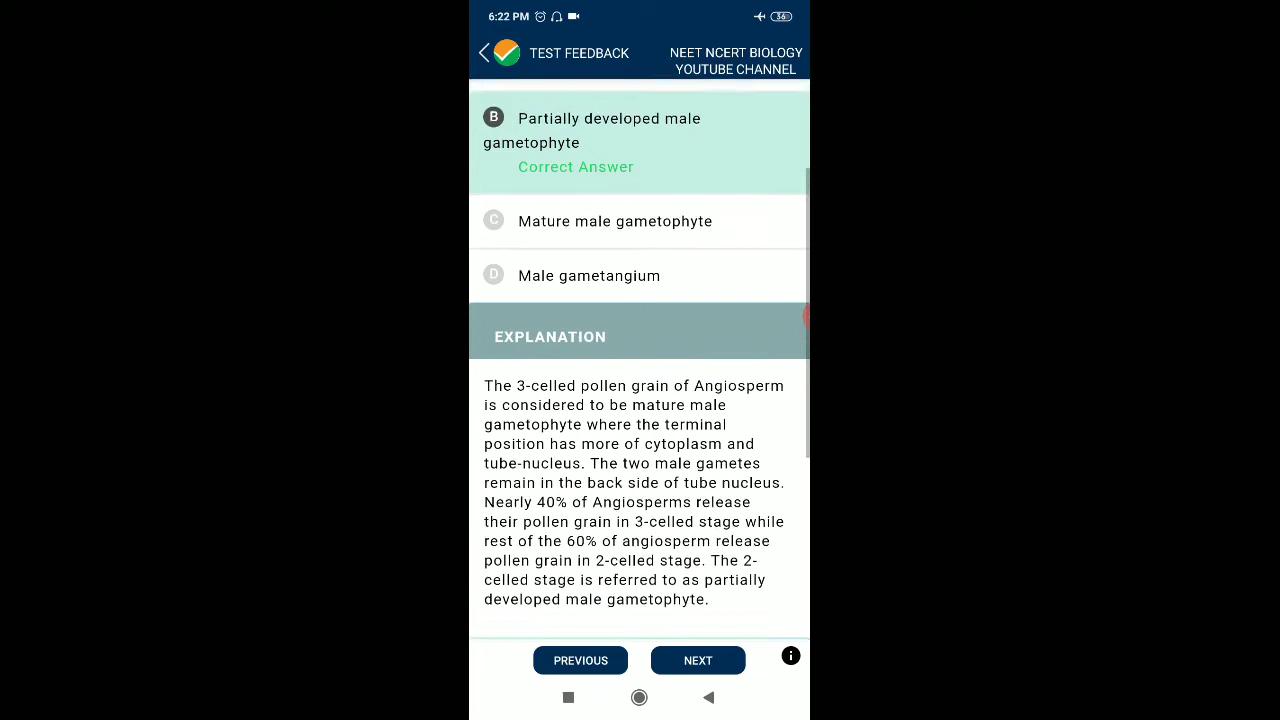 6:22 PM 36
TEST FEEDBACK
NEET NCERT BIOLOGY
YOUTUBE CHANNEL
B Partially developed male
gametophyte
Correct Answer
C Mature male gametophyte
D Male gametangium
EXPLANATION
The 3-celled pollen grain of Angiosperm
is considered to be mature male
gametophyte where the terminal
position has more of cytoplasm and
tube-nucleus. The two male gametes
remain in the back side of tube nucleus.
Nearly 40% of Angiosperms release
their pollen grain in 3-celled stage while
rest of the 60% of angiosperm release
pollen grain in 2-celled stage. The 2-
celled stage is referred to as partially
developed male gametophyte.
PREVIOUS NEXT